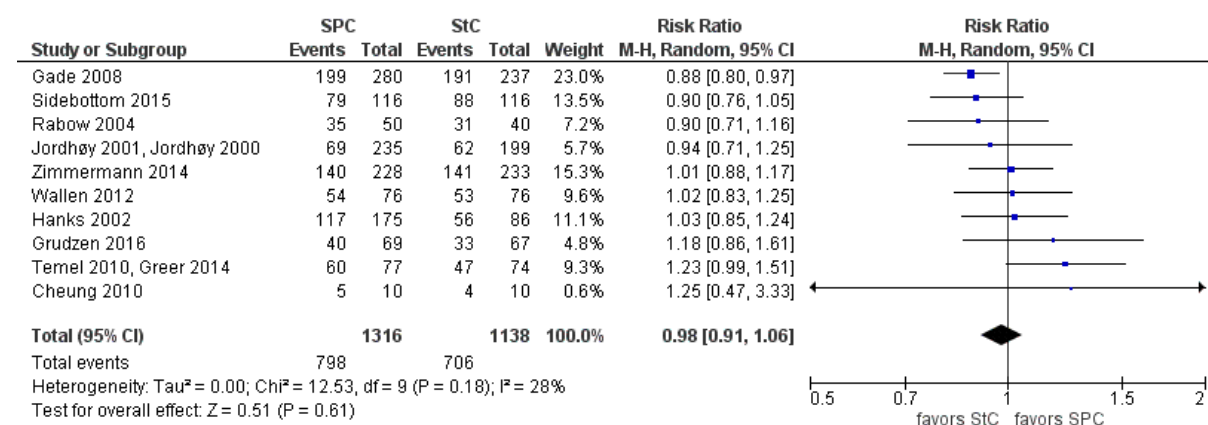 SPC StC Risk Ratio Risk Ratio
Study or Subgroup Events Total Events Total Weight M-H, Random, 95% CI M-H, Random, 95% CI
Gade 2008 199 280 191 237 23.0% 0.88 [0.80, 0.97]
Sidebottom 2015 79 116 88 116 13.5% 0.90 [0.76, 1.05]
Rabow 2004 35 50 31 40 7.2% 0.90 [0.71, 1.16]
Jordhøy 2001, Jordhøy 2000 69 235 62 199 5.7% 0.94 [0.71, 1.25]
Zimmermann 2014 140 228 141 233 15.3% 1.01 [0.88, 1.17]
Wallen 2012 54 76 53 76 9.6% 1.02 [0.83, 1.25]
Hanks 2002 117 175 56 86 11.1% 1.03 [0.85, 1.24]
Grudzen 2016 40 69 33 67 4.8% 1.18 [0.86, 1.61]
Temel 2010, Greer 2014 60 77 47 74 9.3% 1.23 [0.99, 1.51]
Cheung 2010 5 10 4 10 0.6% 1.25 [0.47, 3.33]
Total (95% CI) 1316 1138 100.0% 0.98 [0.91, 1.06]
Total events 798 706
Heterogeneity: Tau² = 0.00; Chi² = 12.53, df = 9 (P = 0.18); I² = 28%
Test for overall effect: Z = 0.51 (P = 0.61)
0.5 0.7 1 1.5 2
favors StC favors SPC